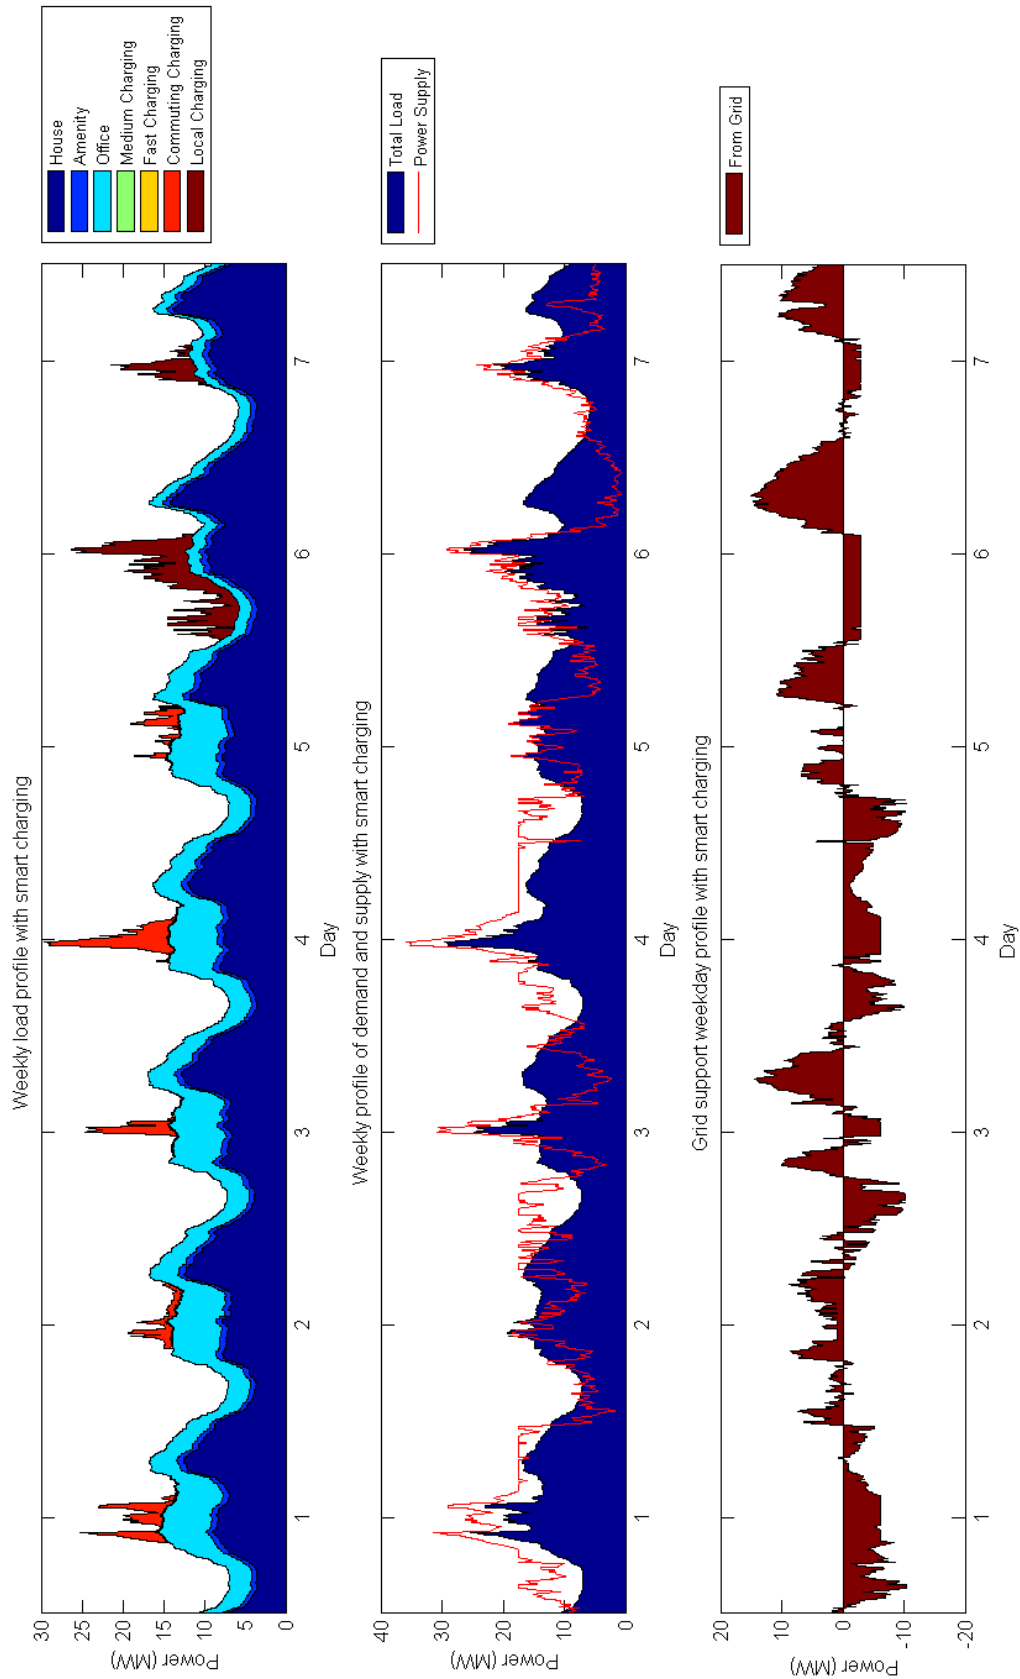 Weekly load profile with smart charging
30
25
20
15
10
5
0
Power (MW)
1
2
3
4
5
6
7
Day
House
Amenity
Office
Medium Charging
Fast Charging
Commuting Charging
Local Charging
Weekly profile of demand and supply with smart charging
40
30
20
10
0
Power (MW)
1
2
3
4
5
6
7
Day
Total Load
Power Supply
Grid support weekday profile with smart charging
20
10
0
-10
-20
Power (MW)
1
2
3
4
5
6
7
Day
From Grid